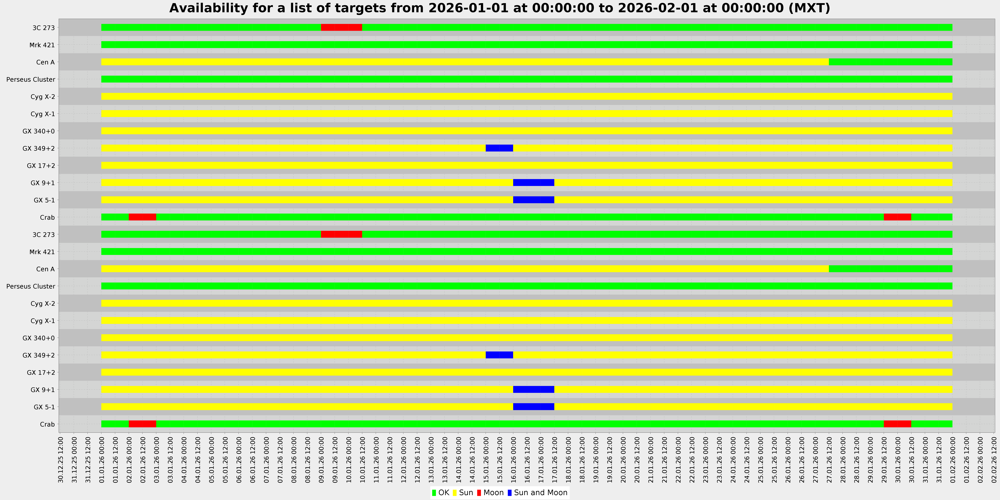 Availability for a list of targets from 2026-01-01 at 00:00:00 to 2026-02-01 at 00:00:00 (MXT)
3C 273
Mrk 421
Cen A
Perseus Cluster
Cyg X-2
Cyg X-1
GX 340+0
GX 349+2
GX 17+2
GX 9+1
GX 5-1
Crab
3C 273
Mrk 421
Cen A
Perseus Cluster
Cyg X-2
Cyg X-1
GX 340+0
GX 349+2
GX 17+2
GX 9+1
GX 5-1
Crab
30.12.25 12:00
31.12.25 00:00
31.12.25 12:00
01.01.26 00:00
01.01.26 12:00
02.01.26 00:00
02.01.26 12:00
03.01.26 00:00
03.01.26 12:00
04.01.26 00:00
04.01.26 12:00
05.01.26 00:00
05.01.26 12:00
06.01.26 00:00
06.01.26 12:00
07.01.26 00:00
07.01.26 12:00
08.01.26 00:00
08.01.26 12:00
09.01.26 00:00
09.01.26 12:00
10.01.26 00:00
10.01.26 12:00
11.01.26 00:00
11.01.26 12:00
12.01.26 00:00
12.01.26 12:00
13.01.26 00:00
13.01.26 12:00
14.01.26 00:00
14.01.26 12:00
15.01.26 00:00
15.01.26 12:00
16.01.26 00:00
16.01.26 12:00
17.01.26 00:00
17.01.26 12:00
18.01.26 00:00
18.01.26 12:00
19.01.26 00:00
19.01.26 12:00
20.01.26 00:00
20.01.26 12:00
21.01.26 00:00
21.01.26 12:00
22.01.26 00:00
22.01.26 12:00
23.01.26 00:00
23.01.26 12:00
24.01.26 00:00
24.01.26 12:00
25.01.26 00:00
25.01.26 12:00
26.01.26 00:00
26.01.26 12:00
27.01.26 00:00
27.01.26 12:00
28.01.26 00:00
28.01.26 12:00
29.01.26 00:00
29.01.26 12:00
30.01.26 00:00
30.01.26 12:00
31.01.26 00:00
31.01.26 12:00
01.02.26 00:00
01.02.26 12:00
02.02.26 00:00
02.02.26 12:00
OK Sun Moon Sun and Moon